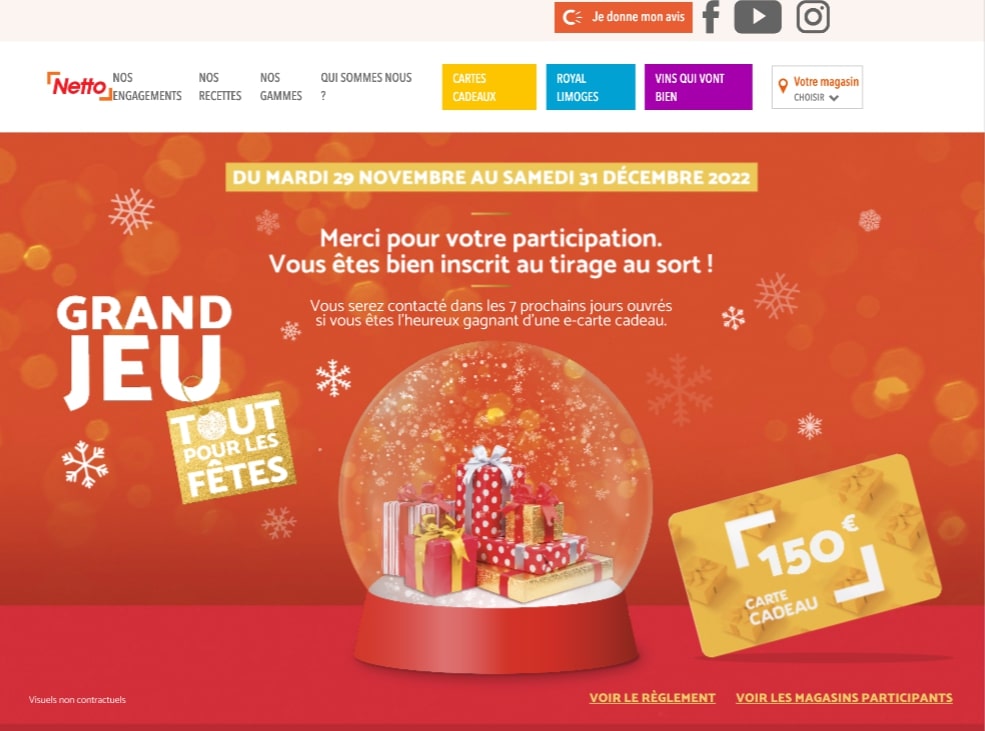 Je donne mon avis
Netto
NOS ENGAGEMENTS
NOS RECETTES
NOS GAMMES
QUI SOMMES NOUS ?
CARTES CADEAUX
ROYAL LIMOGES
VINS QUI VONT BIEN
Votre magasin
CHOISIR
DU MARDI 29 NOVEMBRE AU SAMEDI 31 DÉCEMBRE 2022
Merci pour votre participation.
Vous êtes bien inscrit au tirage au sort !
Vous serez contacté dans les 7 prochains jours ouvrés
si vous êtes l'heureux gagnant d'une e-carte cadeau.
GRAND
JEU
TOUT
POUR LES
FÊTES
150€
CARTE
CADEAU
Visuels non contractuels
VOIR LE RÈGLEMENT
VOIR LES MAGASINS PARTICIPANTS